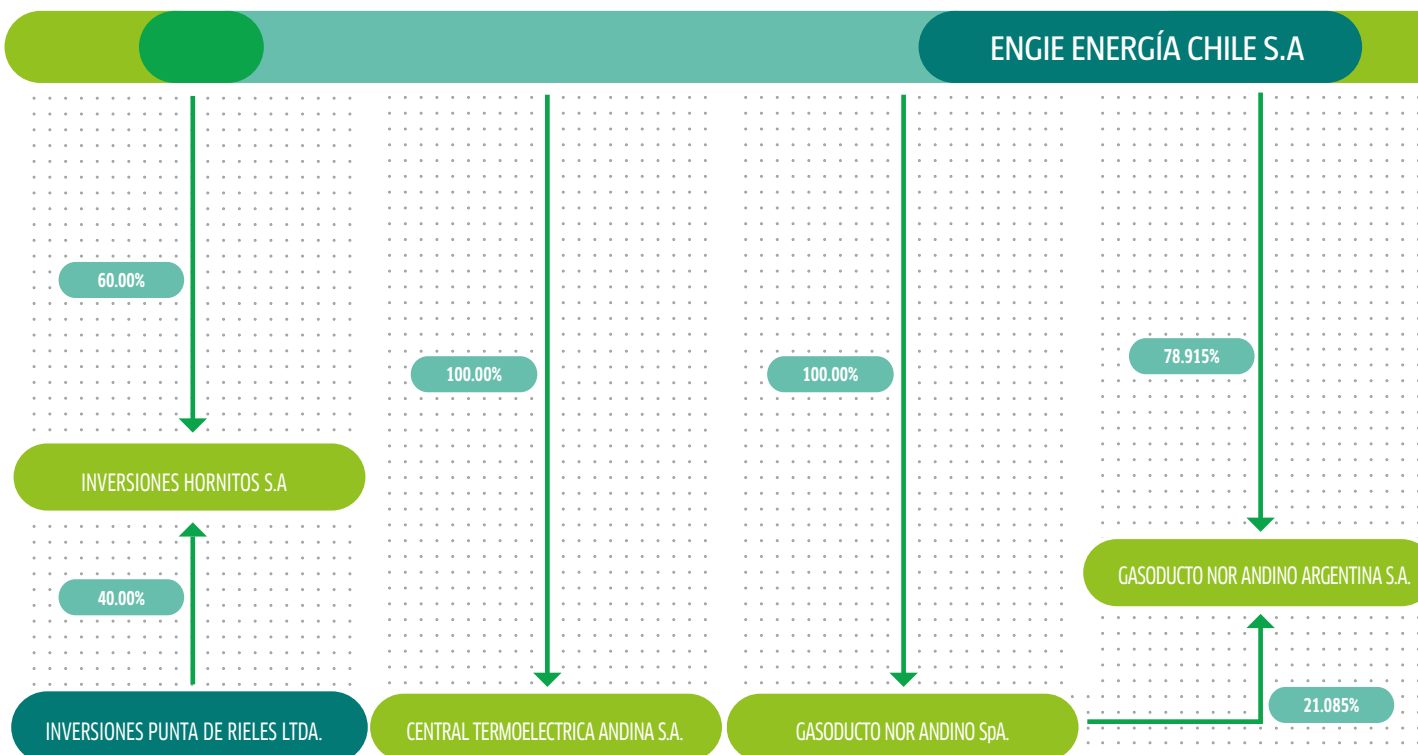 ENGIE ENERGÍA CHILE S.A
60.00%
100.00%
100.00%
78.915%
INVERSIONES HORNITOS S.A
40.00%
GASODUCTO NOR ANDINO ARGENTINA S.A.
21.085%
INVERSIONES PUNTA DE RIELES LTDA.
CENTRAL TERMOELECTRICA ANDINA S.A.
GASODUCTO NOR ANDINO SpA.